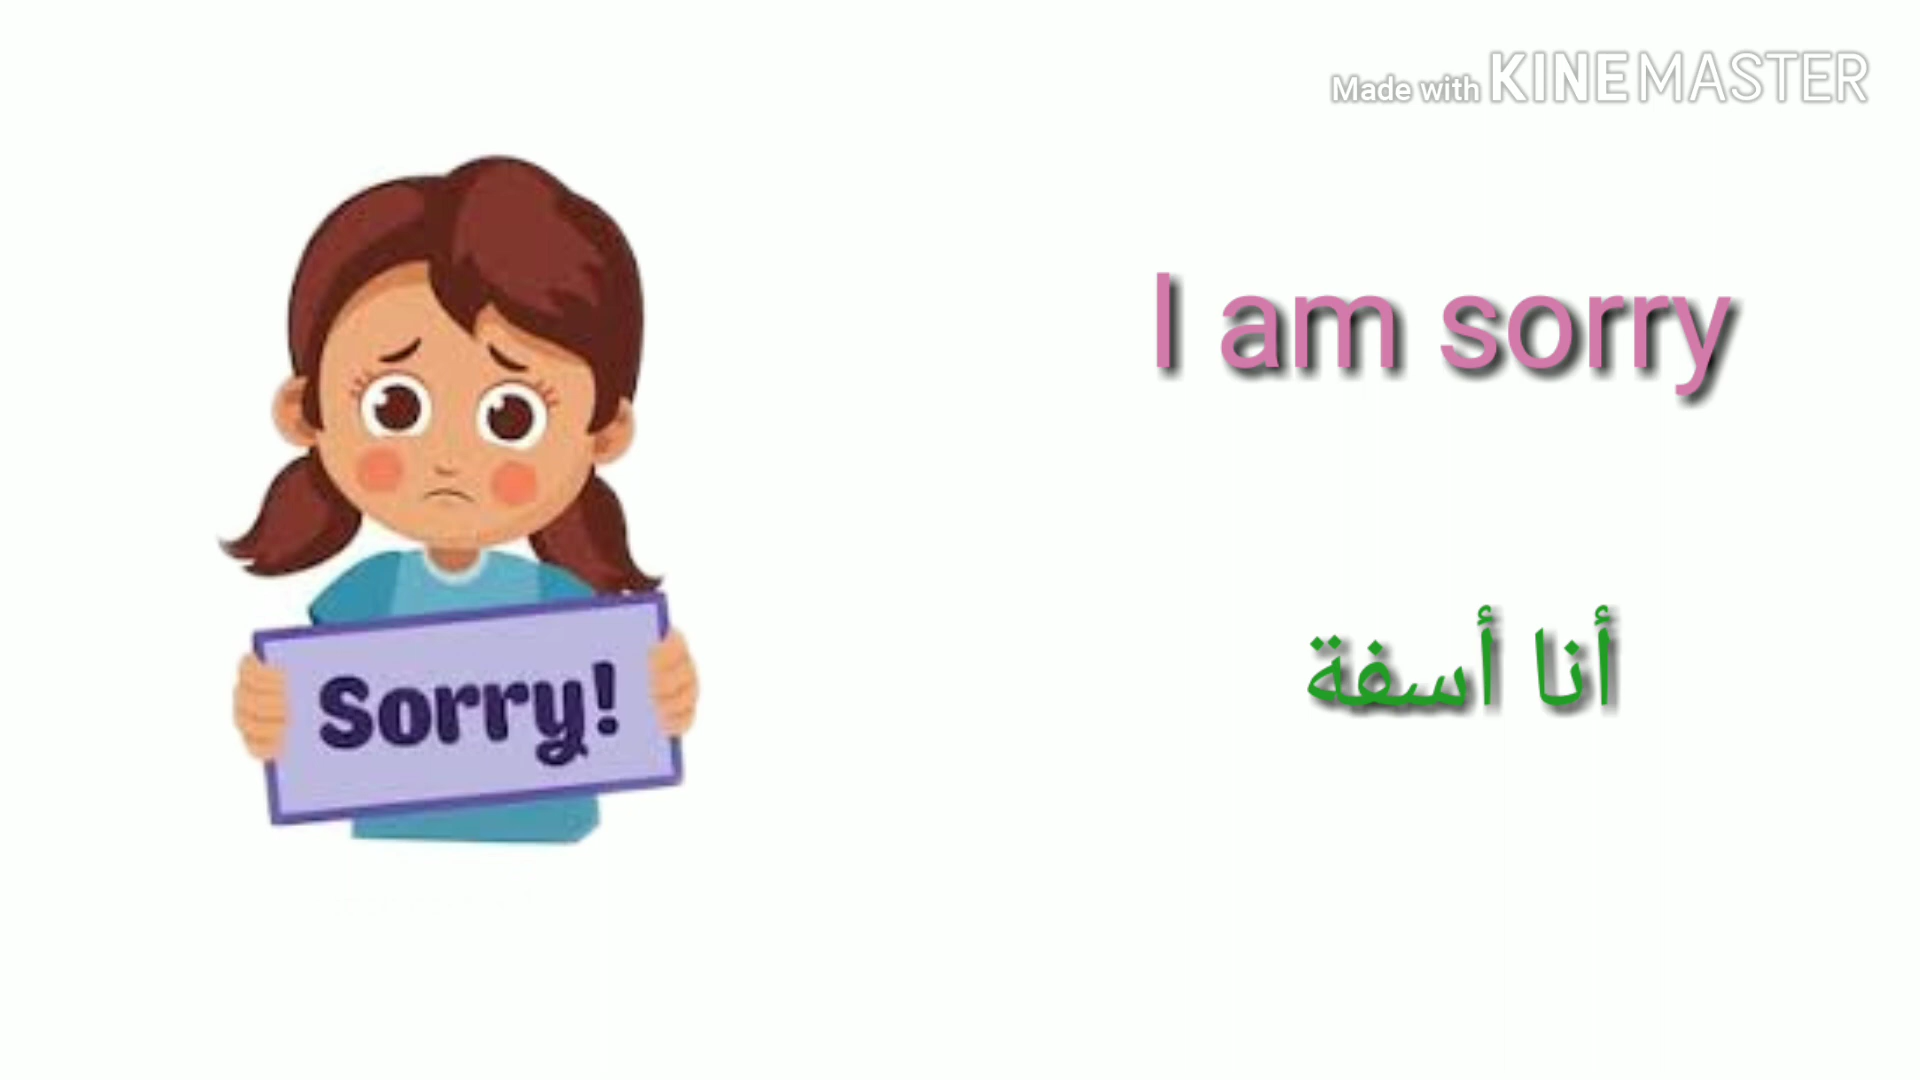 Made with KINEMASTER
I am sorry
أنا أسفة
Sorry!